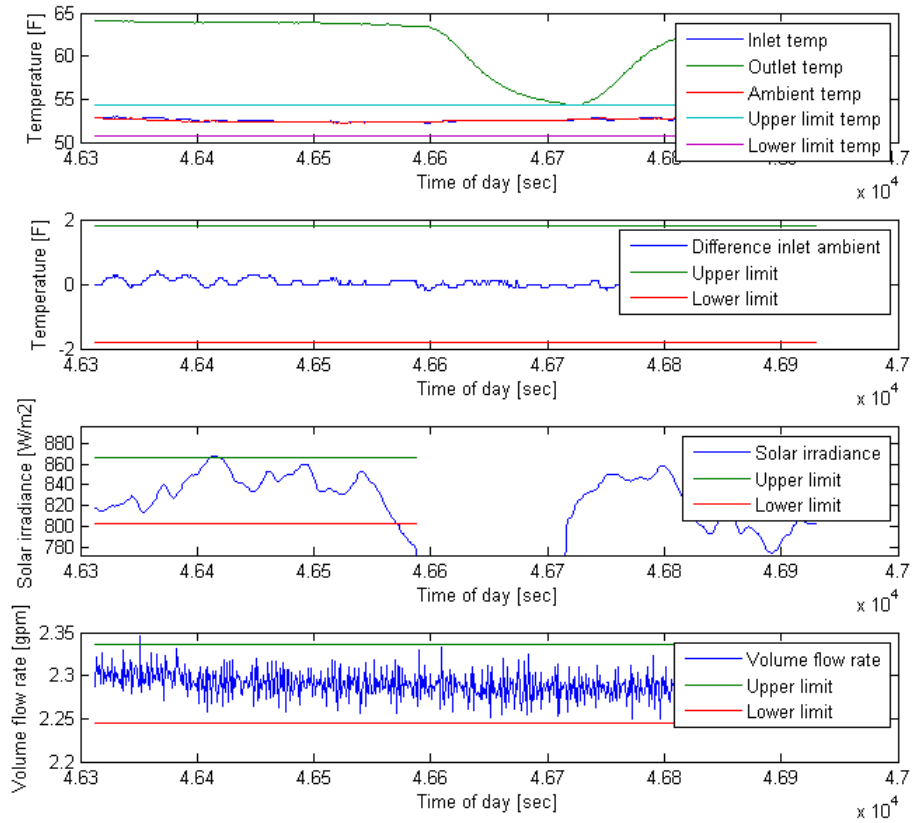 Temperature [F]
65
60
55
50
4.63 4.64 4.65 4.66 4.67 4.68 4.7
Time of day [sec]
x 10^4
Inlet temp
Outlet temp
Ambient temp
Upper limit temp
Lower limit temp
Temperature [F]
2
0
-2
4.63 4.64 4.65 4.66 4.67 4.68 4.69 4.7
Time of day [sec]
x 10^4
Difference inlet ambient
Upper limit
Lower limit
Solar irradiance [W/m2]
880
860
840
820
800
780
4.63 4.64 4.65 4.66 4.67 4.68 4.69 4.7
Time of day [sec]
x 10^4
Solar irradiance
Upper limit
Lower limit
Volume flow rate [gpm]
2.35
2.3
2.25
2.2
4.63 4.64 4.65 4.66 4.67 4.68 4.69 4.7
Time of day [sec]
x 10^4
Volume flow rate
Upper limit
Lower limit